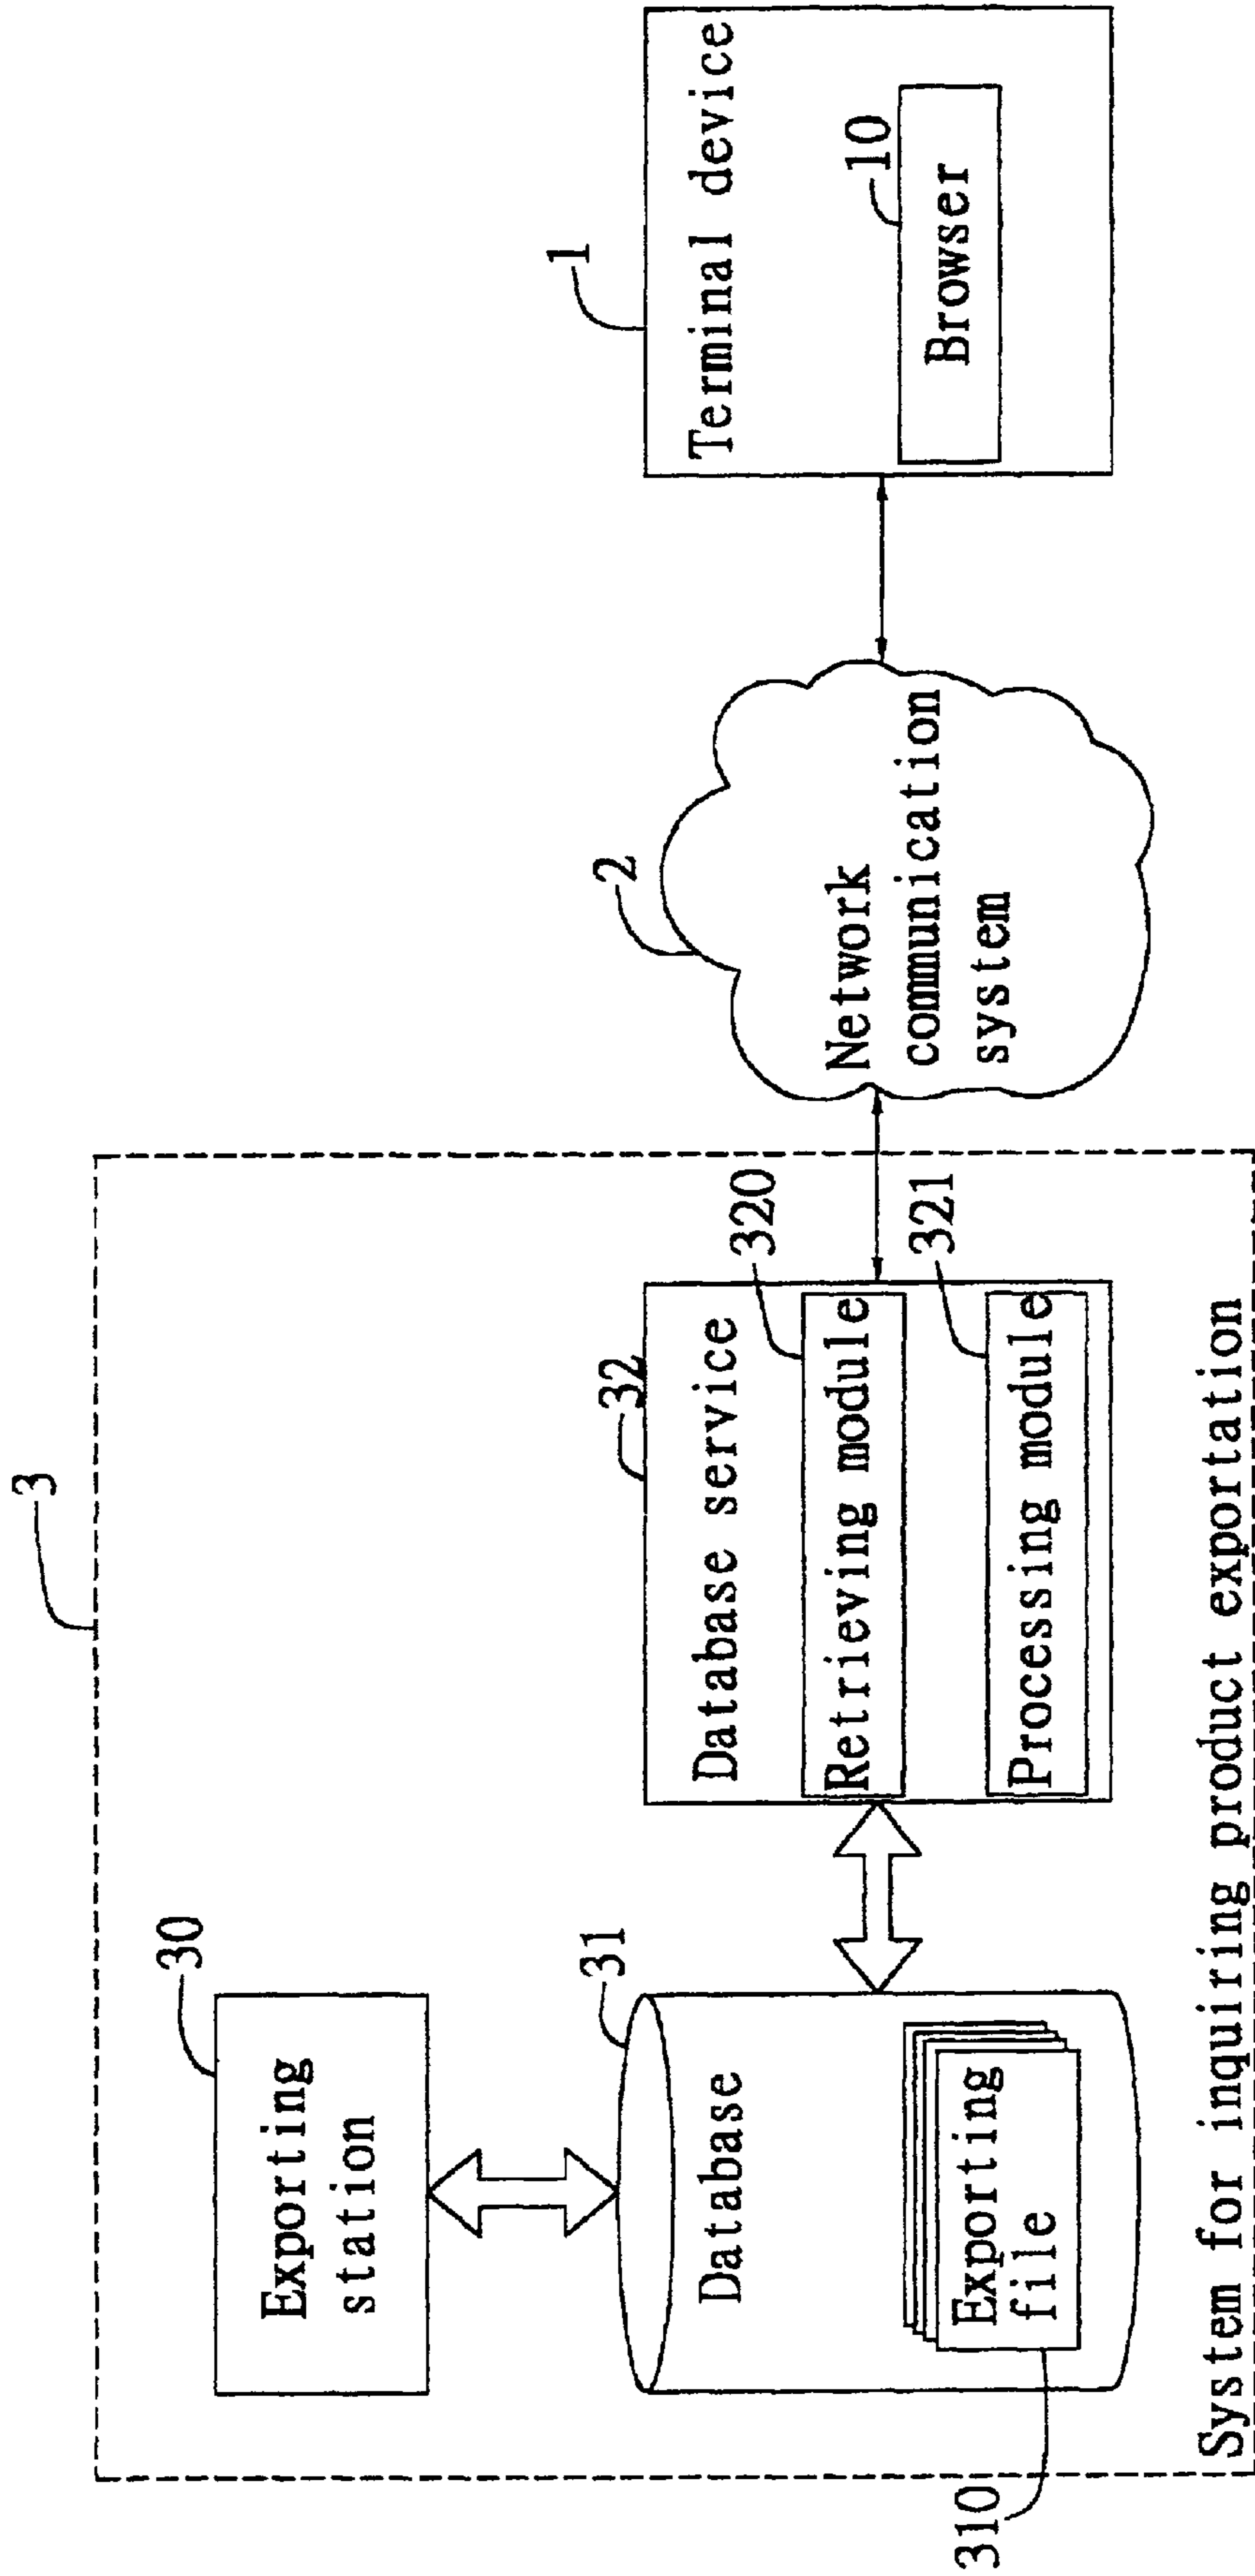 3
30
Exporting
station
31
Database
Exporting
file
310
32
Database service
320
Retrieving module
321
Processing module
System for inquiring product exportation
2
Network
communication
system
1
Terminal device
10
Browser